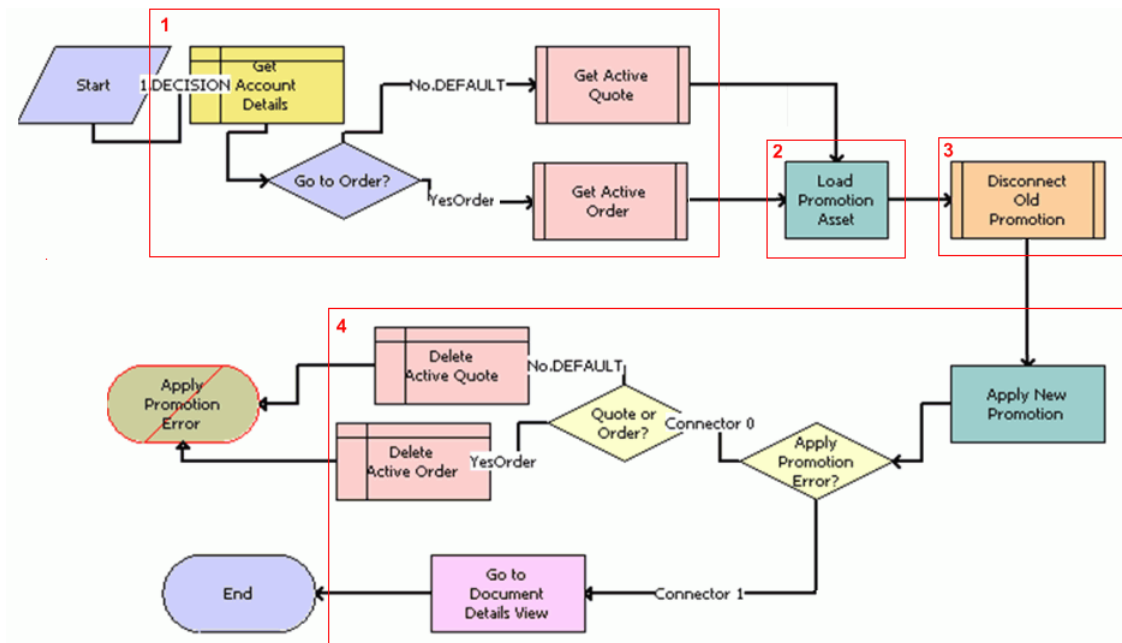 1
Start
1.DECISION
Get
Account
Details
No.DEFAULT
Get Active
Quote
Go to Order?
YesOrder
Get Active
Order
2
Load
Promotion
Asset
3
Disconnect
Old
Promotion
4
Delete
Active Quote
No.DEFAULT
Apply
Promotion
Error
Quote or
Order?
Connector 0
Apply New
Promotion
Delete
Active Order
YesOrder
Apply
Promotion
Error?
End
Go to
Document
Details View
Connector 1